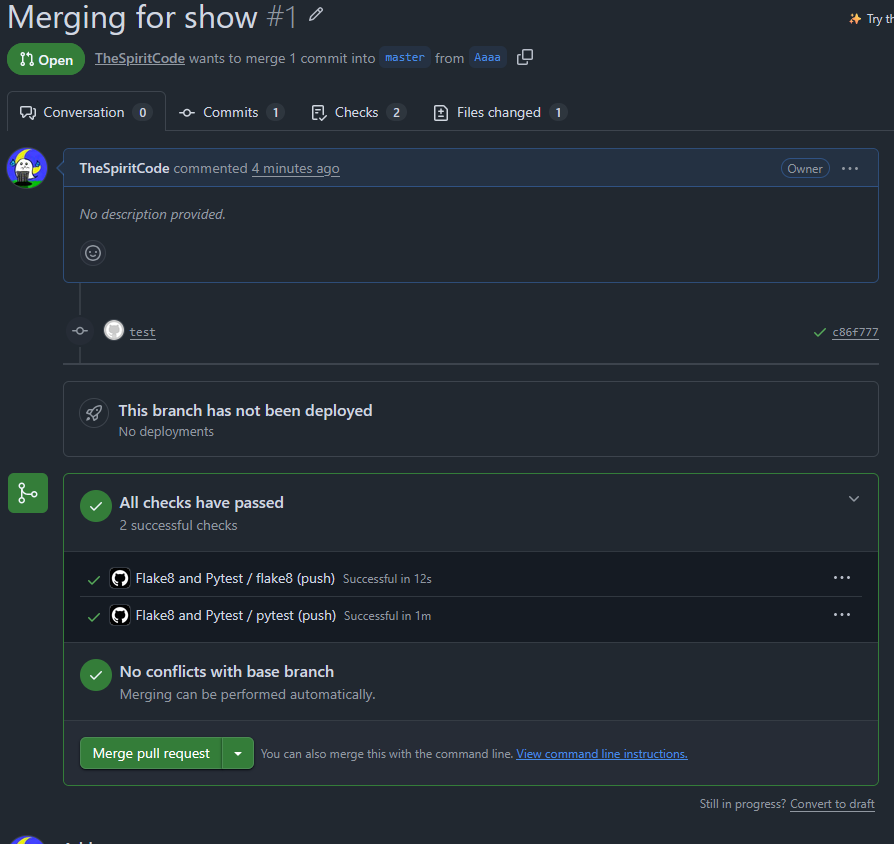 Merging for show #1
Try th
Open TheSpiritCode wants to merge 1 commit into master from Aaaa
Conversation 0 Commits 1 Checks 2 Files changed 1
TheSpiritCode commented 4 minutes ago Owner
No description provided.
test c86f777
This branch has not been deployed
No deployments
All checks have passed
2 successful checks
Flake8 and Pytest / flake8 (push) Successful in 12s
Flake8 and Pytest / pytest (push) Successful in 1m
No conflicts with base branch
Merging can be performed automatically.
Merge pull request You can also merge this with the command line. View command line instructions.
Still in progress? Convert to draft